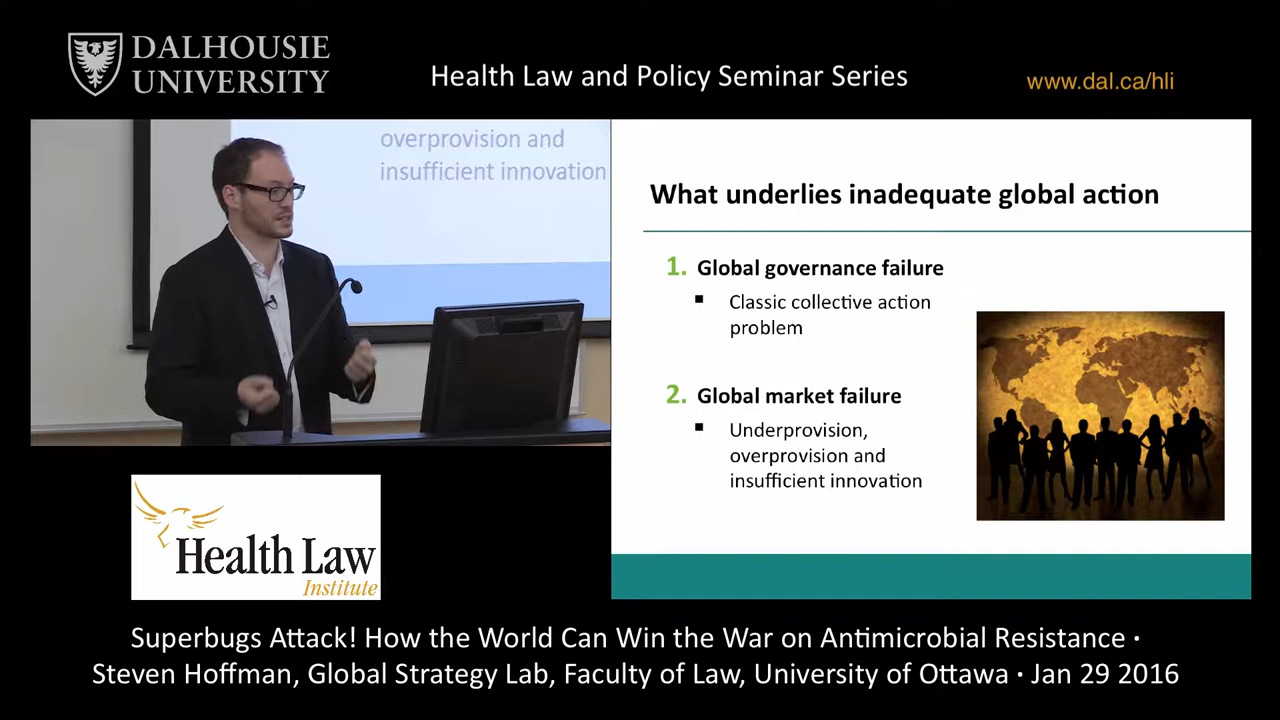 DALHOUSIE
UNIVERSITY
Health Law and Policy Seminar Series
www.dal.ca/hli
overprovision and
insufficient innovation
What underlies inadequate global action
1. Global governance failure
▪ Classic collective action
problem
2. Global market failure
▪ Underprovision,
overprovision and
insufficient innovation
Health Law
Institute
Superbugs Attack! How the World Can Win the War on Antimicrobial Resistance •
Steven Hoffman, Global Strategy Lab, Faculty of Law, University of Ottawa • Jan 29 2016